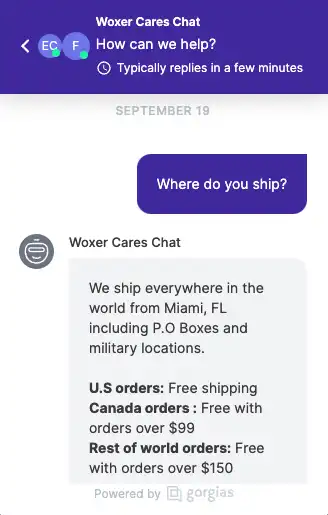 Woxer Cares Chat
EC
F
How can we help?
Typically replies in a few minutes
SEPTEMBER 19
Where do you ship?
Woxer Cares Chat
We ship everywhere in the
world from Miami, FL
including P.O Boxes and
military locations.
U.S orders: Free shipping
Canada orders : Free with
orders over $99
Rest of world orders: Free
with orders over $150
Powered by gorgias